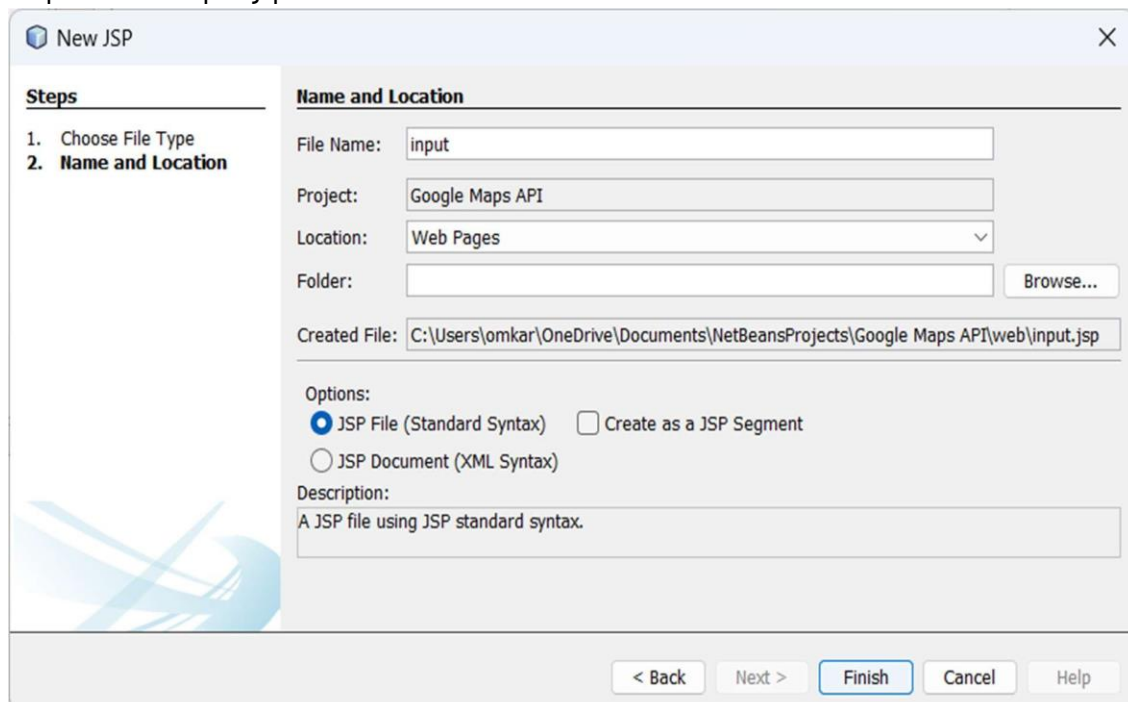 New JSP
Steps
1. Choose File Type
2. Name and Location
Name and Location
File Name: input
Project: Google Maps API
Location: Web Pages
Folder: Browse...
Created File: C:\Users\omkar\OneDrive\Documents\NetBeansProjects\Google Maps API\web\input.jsp
Options:
JSP File (Standard Syntax) Create as a JSP Segment
JSP Document (XML Syntax)
Description:
A JSP file using JSP standard syntax.
< Back Next > Finish Cancel Help